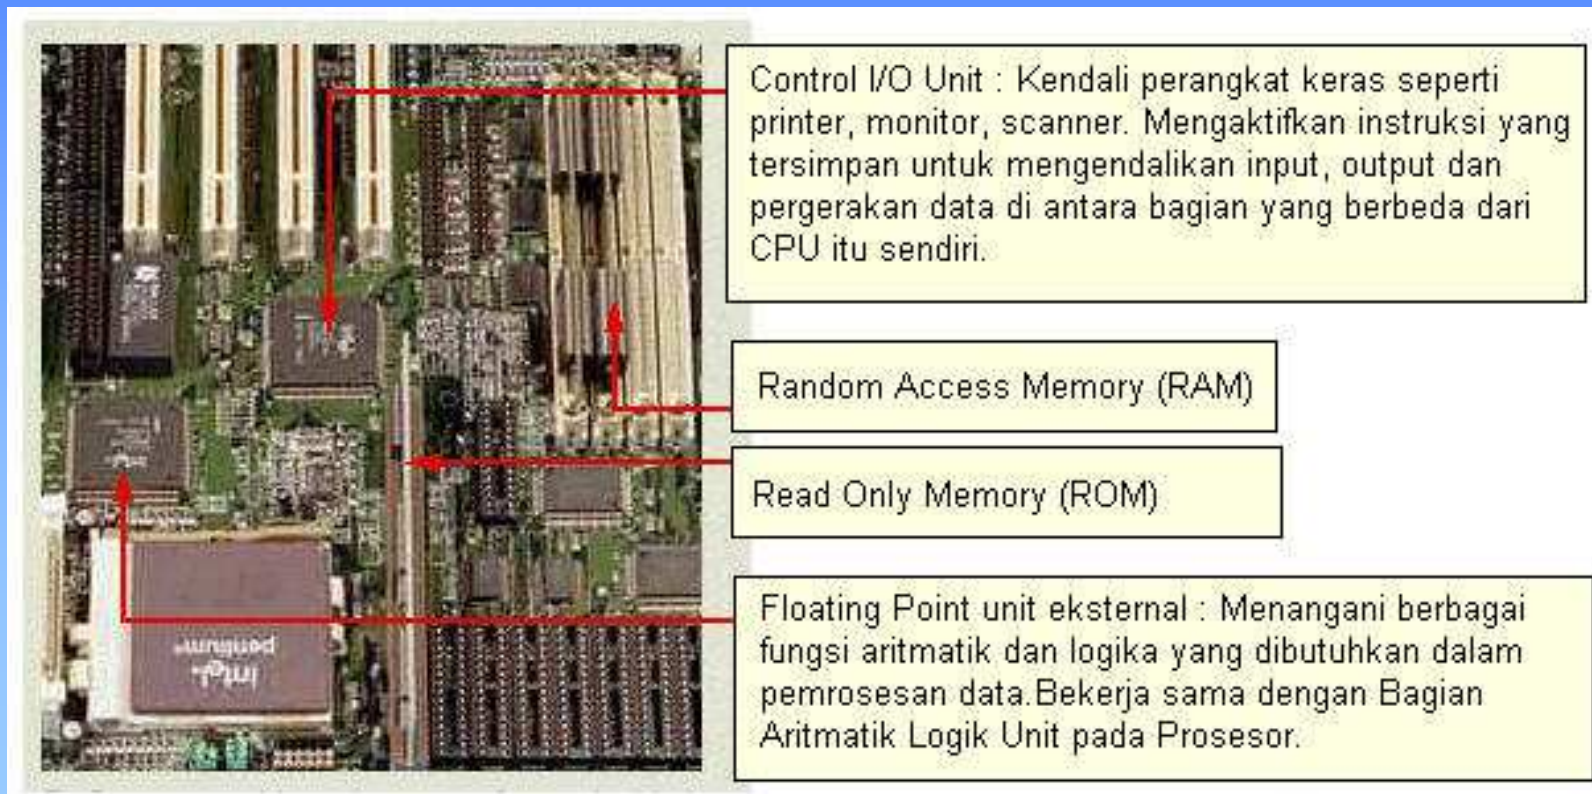 Control I/O Unit : Kendali perangkat keras seperti
printer, monitor, scanner. Mengaktifkan instruksi yang
tersimpan untuk mengendalikan input, output dan
pergerakan data di antara bagian yang berbeda dari
CPU itu sendiri.
Random Access Memory (RAM)
Read Only Memory (ROM)
Floating Point unit eksternal : Menangani berbagai
fungsi aritmatik dan logika yang dibutuhkan dalam
pemrosesan data.Bekerja sama dengan Bagian
Aritmatik Logik Unit pada Prosesor.
intel
pentium®